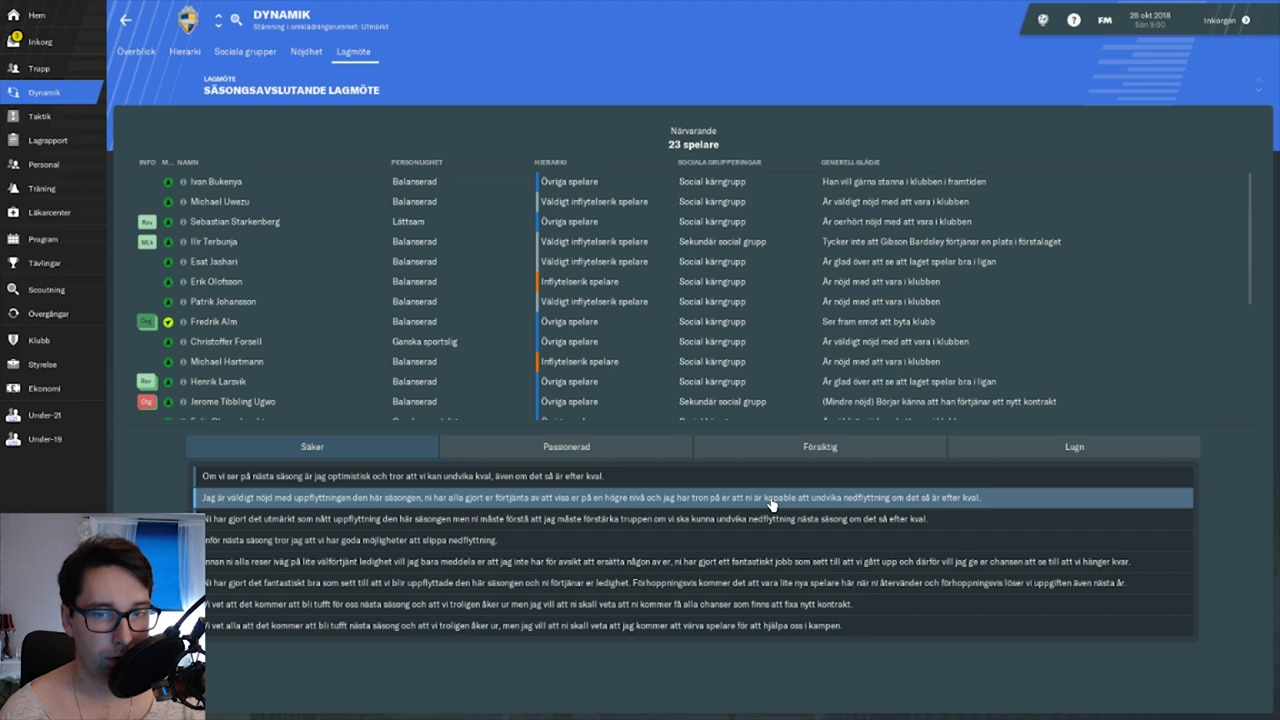 Hem
3
Inkorg
Trupp
Dynamik
Taktik
Lagrapport
Personal
Träning
Läkarcenter
Program
Tävlingar
Scoutning
Övergångar
Klubb
Styrelse
Ekonomi
Under-21
Under-19
DYNAMIK
Stämning i omklädningsrummet: Utmärkt
?
FM
28 okt 2018
Sön 9:00
Inkorgen
Överblick Hierarki Sociala grupper Nöjdhet Lagmöte
LAGMÖTE
SÄSONGSAVSLUTANDE LAGMÖTE
Närvarande
23 spelare
INFO M... NAMN PERSONLIGHET HIERARKI SOCIALA GRUPPERINGAR GENERELL GLÄDJE
Ivan Bukenya Balanserad Övriga spelare Social kärngrupp Han vill gärna stanna i klubben i framtiden
Michael Uwezu Balanserad Väldigt inflytelserik spelare Social kärngrupp Är väldigt nöjd med att vara i klubben
Rsv Sebastian Starkenberg Lättsam Övriga spelare Social kärngrupp Är oerhört nöjd med att vara i klubben
MLk Ilir Terbunja Balanserad Väldigt inflytelserik spelare Sekundär social grupp Tycker inte att Gibson Bardsley förtjänar en plats i förstalaget
Esat Jashari Balanserad Väldigt inflytelserik spelare Social kärngrupp Är glad över att se att laget spelar bra i ligan
Erik Olofsson Balanserad Inflytelserik spelare Social kärngrupp Är nöjd med att vara i klubben
Patrik Johansson Balanserad Väldigt inflytelserik spelare Social kärngrupp Är nöjd med att vara i klubben
Fredrik Alm Balanserad Övriga spelare Social kärngrupp Ser fram emot att byta klubb
Christoffer Forsell Ganska sportslig Övriga spelare Social kärngrupp Är väldigt nöjd med att vara i klubben
Michael Hartmann Balanserad Inflytelserik spelare Social kärngrupp Är nöjd med att vara i klubben
Rsv Henrik Larsvik Balanserad Övriga spelare Social kärngrupp Är glad över att se att laget spelar bra i ligan
Otg Jerome Tibbling Ugwo Balanserad Övriga spelare Sekundär social grupp (Mindre nöjd) Börjar känna att han förtjänar ett nytt kontrakt
Säker Passionerad Försiktig Lugn
Om vi ser på nästa säsong är jag optimistisk och tror att vi kan undvika kval, även om det så är efter kval.
Jag är väldigt nöjd med uppflyttningen den här säsongen, ni har alla gjort er förtjänta av att visa er på en högre nivå och jag har tron på er att ni är kapabla att undvika nedflyttning om det så är efter kval.
Ni har gjort det utmärkt som nått uppflyttning den här säsongen men ni måste förstå att jag måste förstärka truppen om vi ska kunna undvika nedflyttning nästa säsong om det så efter kval.
nför nästa säsong tror jag att vi har goda möjligheter att slippa nedflyttning.
nnan ni alla reser iväg på lite välförtjänt ledighet vill jag bara meddela er att jag inte har för avsikt att ersätta någon av er, ni har gjort ett fantastiskt jobb som sett till att vi gått upp och därför vill jag ge er chansen att se till att vi hänger kvar.
Ni har gjort det fantastiskt bra som sett till att vi blir uppflyttade den här säsongen och ni förtjänar er ledighet. Förhoppningsvis kommer det att vara lite nya spelare här när ni återvänder och förhoppningsvis löser vi uppgiften även nästa år.
Vi vet att det kommer att bli tufft för oss nästa säsong och att vi troligen åker ur men jag vill att ni skall veta att ni kommer få alla chanser som finns att fixa nytt kontrakt.
Vi vet alla att det kommer att bli tufft nästa säsong och att vi troligen åker ur, men jag vill att ni skall veta att jag kommer att värva spelare för att hjälpa oss i kampen.